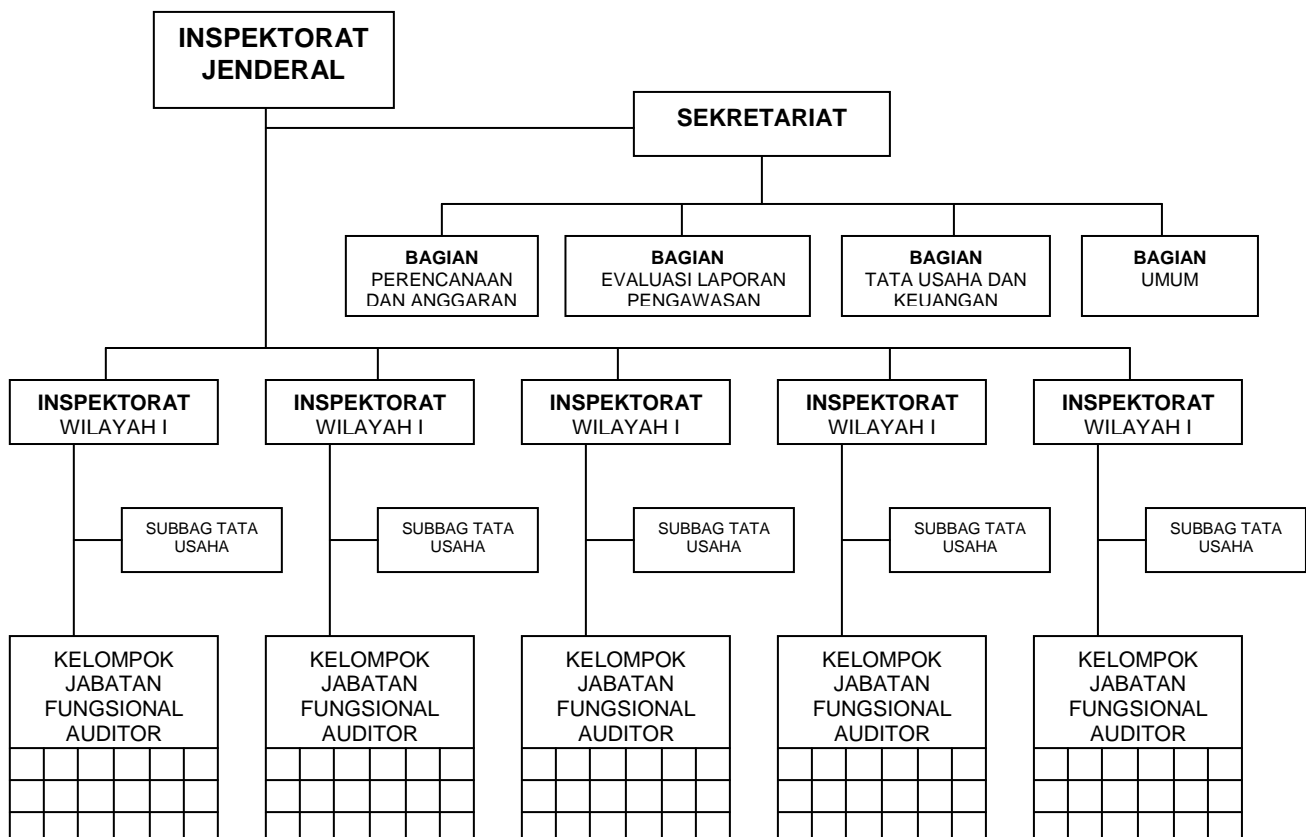 INSPEKTORAT
JENDERAL
SEKRETARIAT
BAGIAN
PERENCANAAN
DAN ANGGARAN
BAGIAN
EVALUASI LAPORAN
PENGAWASAN
BAGIAN
TATA USAHA DAN
KEUANGAN
BAGIAN
UMUM
INSPEKTORAT
WILAYAH I
INSPEKTORAT
WILAYAH I
INSPEKTORAT
WILAYAH I
INSPEKTORAT
WILAYAH I
INSPEKTORAT
WILAYAH I
SUBBAG TATA
USAHA
SUBBAG TATA
USAHA
SUBBAG TATA
USAHA
SUBBAG TATA
USAHA
SUBBAG TATA
USAHA
KELOMPOK
JABATAN
FUNGSIONAL
AUDITOR
KELOMPOK
JABATAN
FUNGSIONAL
AUDITOR
KELOMPOK
JABATAN
FUNGSIONAL
AUDITOR
KELOMPOK
JABATAN
FUNGSIONAL
AUDITOR
KELOMPOK
JABATAN
FUNGSIONAL
AUDITOR